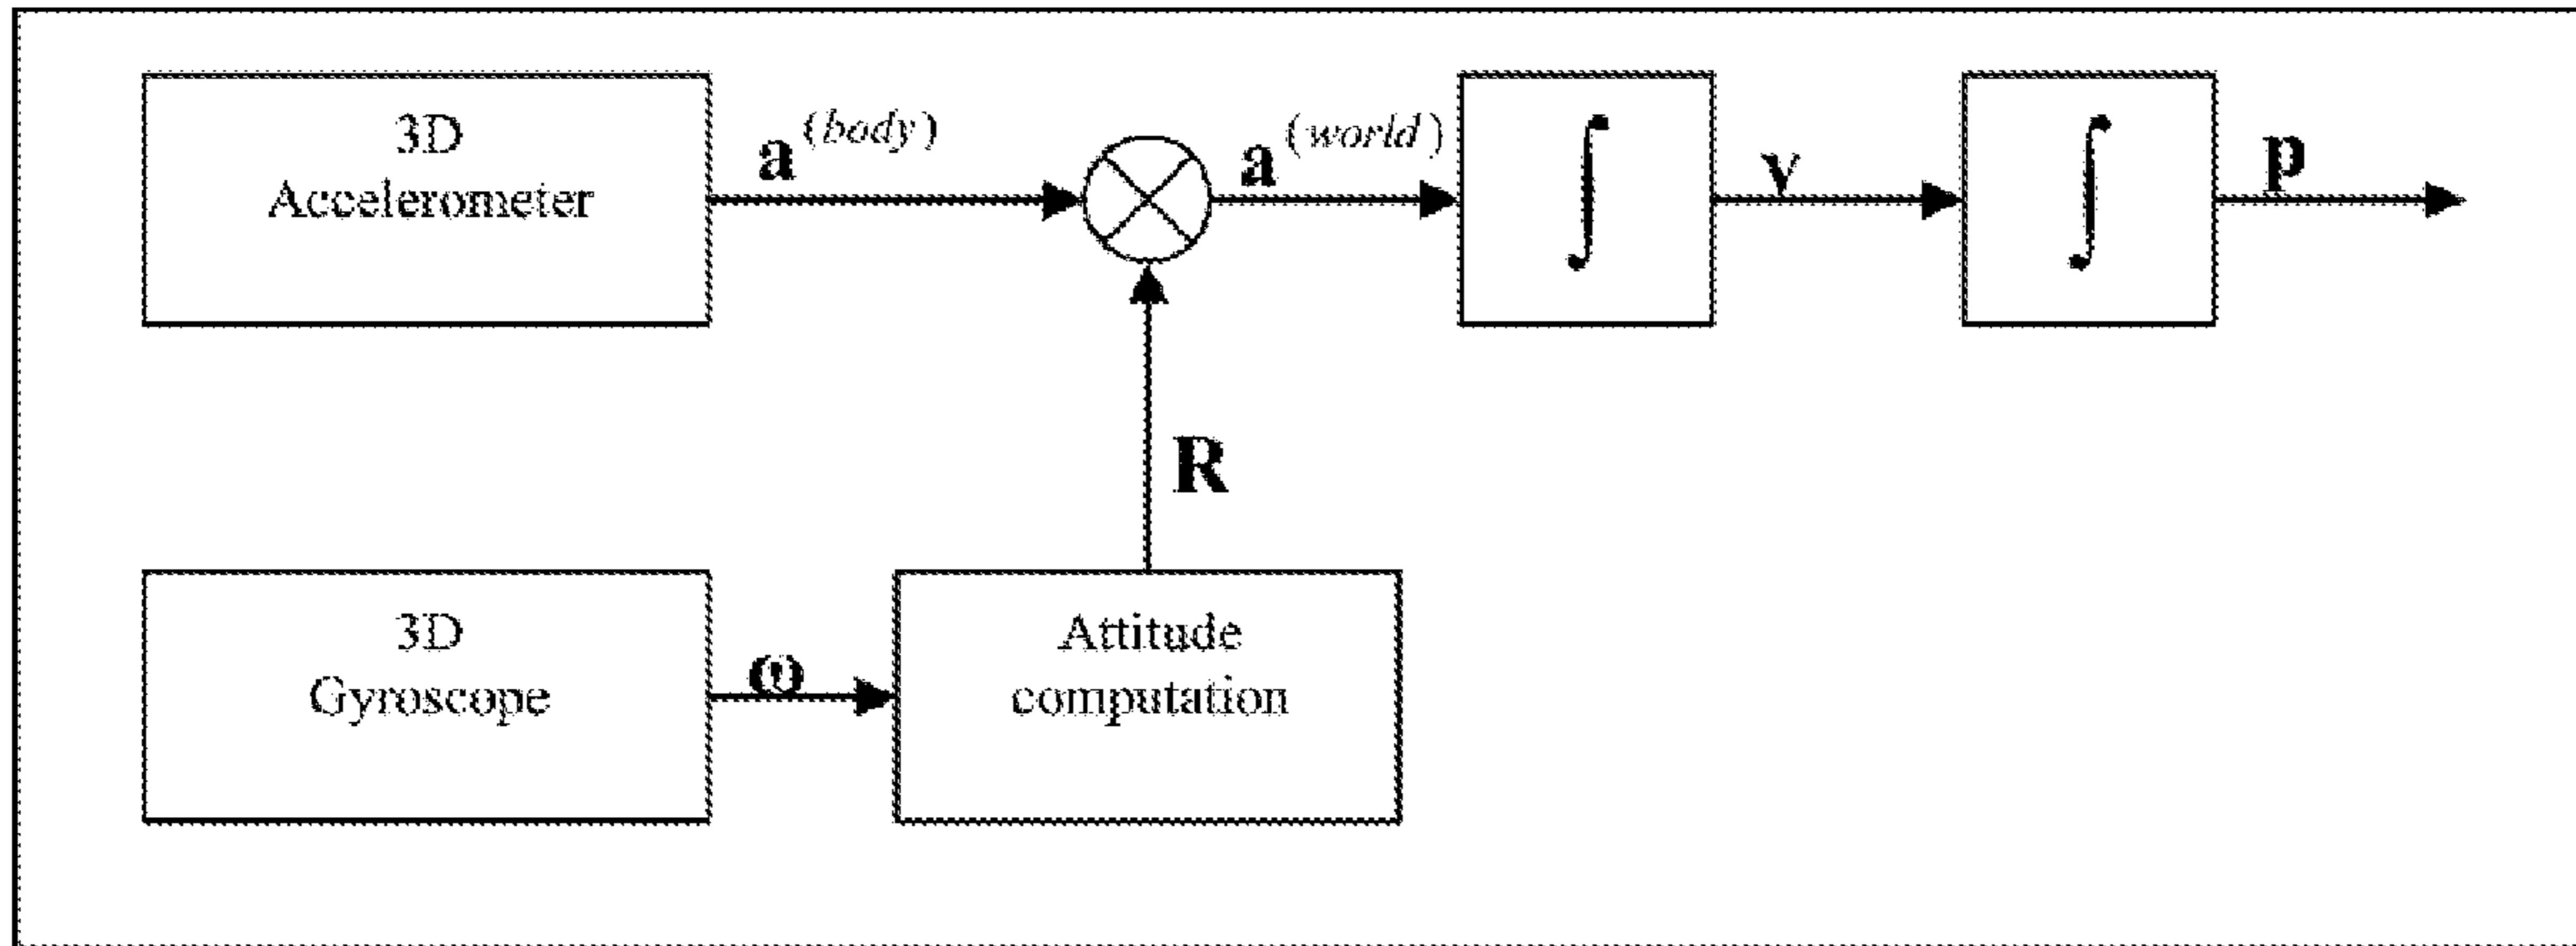 3D
Accelerometer
a (body)
a (world)
∫
v
∫
p
R
3D
Gyroscope
ω
Attitude
computation